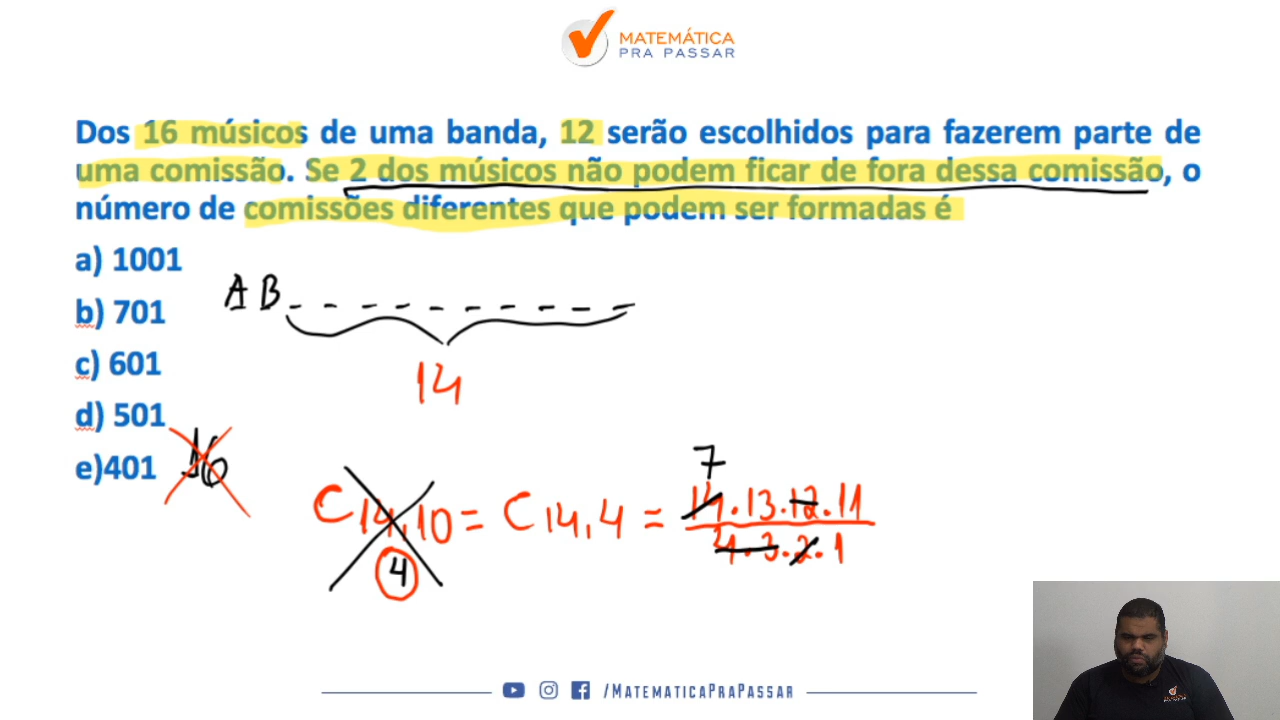 MATEMÁTICA
PRA PASSAR
Dos 16 músicos de uma banda, 12 serão escolhidos para fazerem parte de
uma comissão. Se 2 dos músicos não podem ficar de fora dessa comissão, o
número de comissões diferentes que podem ser formadas é
a) 1001
b) 701
c) 601
d) 501
e)401
A B _ _ _ _ _ _ _ _ _ _
14
16
7
C14,10 = C14,4 = 14.13.12.11
4.3.2.1
4
/MATEMATICAPRAPASSAR